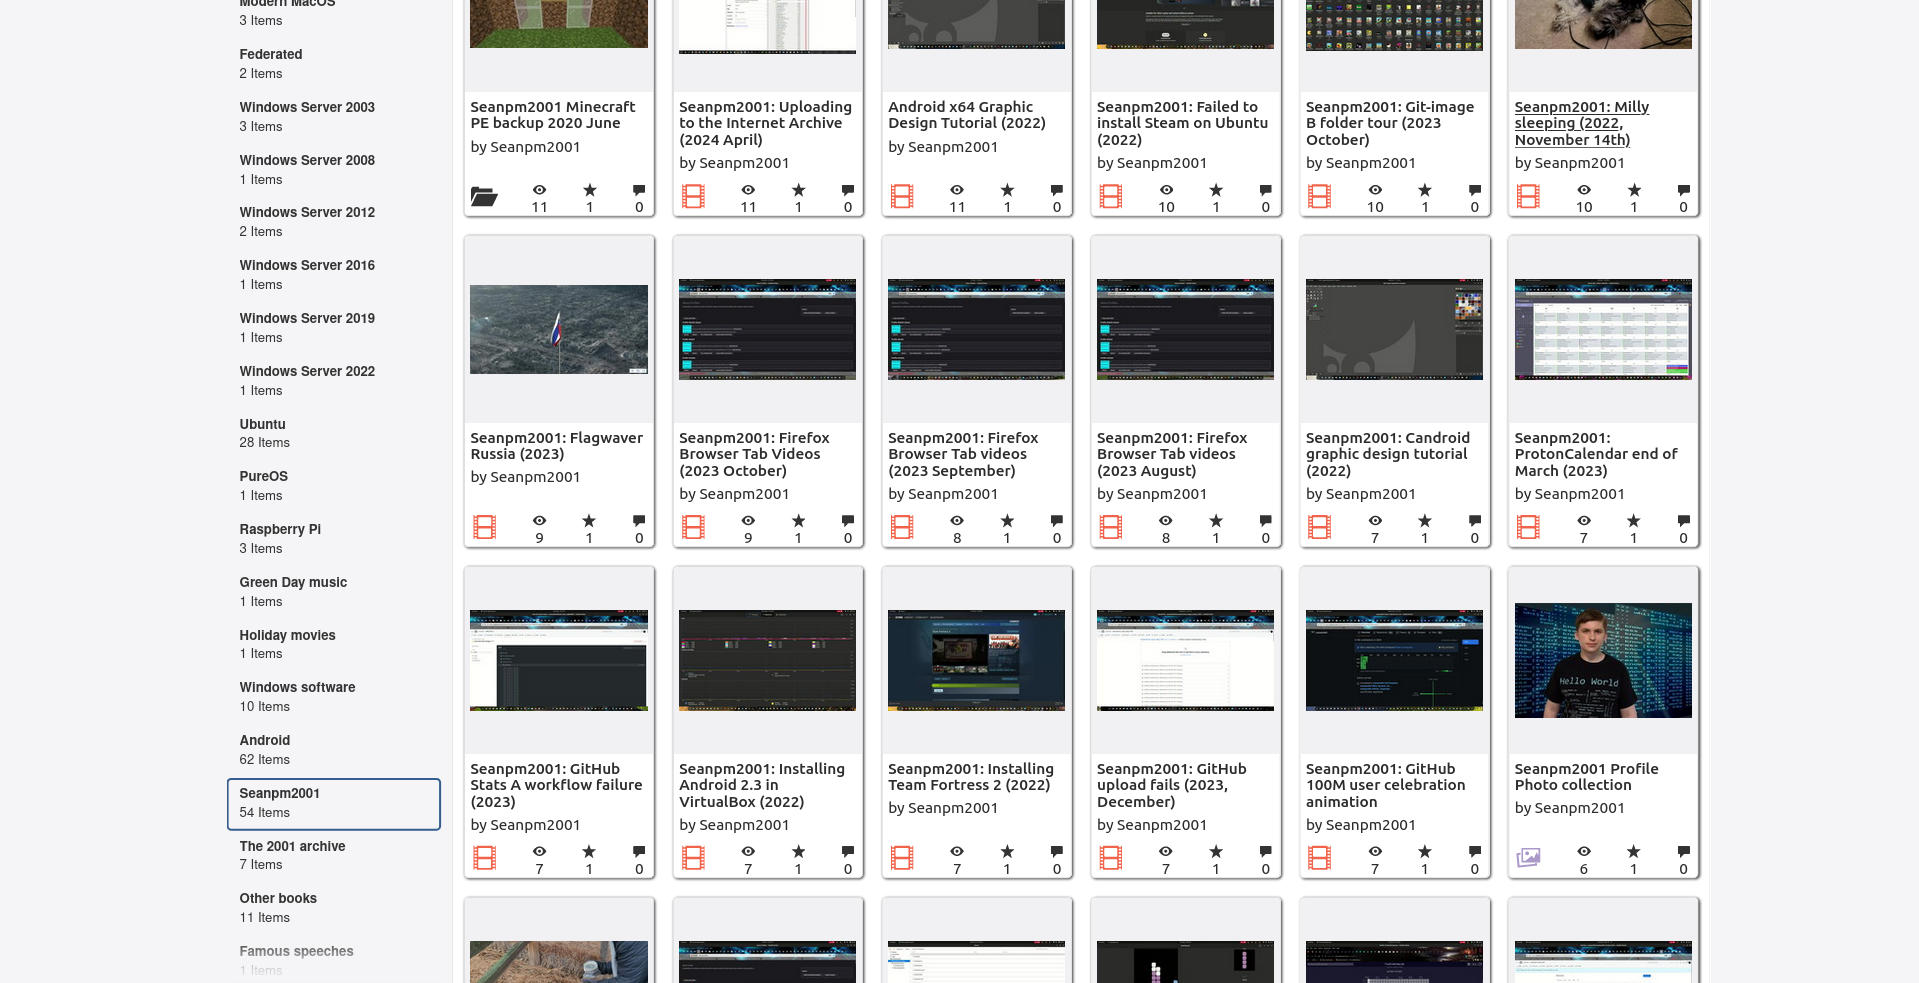 Modern MacOS
3 Items
Federated
2 Items
Windows Server 2003
3 Items
Windows Server 2008
1 Items
Windows Server 2012
2 Items
Windows Server 2016
1 Items
Windows Server 2019
1 Items
Windows Server 2022
1 Items
Ubuntu
28 Items
PureOS
1 Items
Raspberry Pi
3 Items
Green Day music
1 Items
Holiday movies
1 Items
Windows software
10 Items
Android
62 Items
Seanpm2001
54 Items
The 2001 archive
7 Items
Other books
11 Items
Famous speeches
1 Items
Seanpm2001 Minecraft
PE backup 2020 June
by Seanpm2001
11 1 0
Seanpm2001: Uploading
to the Internet Archive
(2024 April)
by Seanpm2001
11 1 0
Android x64 Graphic
Design Tutorial (2022)
by Seanpm2001
11 1 0
Seanpm2001: Failed to
install Steam on Ubuntu
(2022)
by Seanpm2001
10 1 0
Seanpm2001: Git-image
B folder tour (2023
October)
by Seanpm2001
10 1 0
Seanpm2001: Milly
sleeping (2022,
November 14th)
by Seanpm2001
10 1 0
Seanpm2001: Flagwaver
Russia (2023)
by Seanpm2001
9 1 0
Seanpm2001: Firefox
Browser Tab Videos
(2023 October)
by Seanpm2001
9 1 0
Seanpm2001: Firefox
Browser Tab videos
(2023 September)
by Seanpm2001
8 1 0
Seanpm2001: Firefox
Browser Tab videos
(2023 August)
by Seanpm2001
8 1 0
Seanpm2001: Candroid
graphic design tutorial
(2022)
by Seanpm2001
7 1 0
Seanpm2001:
ProtonCalendar end of
March (2023)
by Seanpm2001
7 1 0
Seanpm2001: GitHub
Stats A workflow failure
(2023)
by Seanpm2001
7 1 0
Seanpm2001: Installing
Android 2.3 in
VirtualBox (2022)
by Seanpm2001
7 1 0
Seanpm2001: Installing
Team Fortress 2 (2022)
by Seanpm2001
7 1 0
Seanpm2001: GitHub
upload fails (2023,
December)
by Seanpm2001
7 1 0
Seanpm2001: GitHub
100M user celebration
animation
by Seanpm2001
7 1 0
Hello World
Seanpm2001 Profile
Photo collection
by Seanpm2001
6 1 0